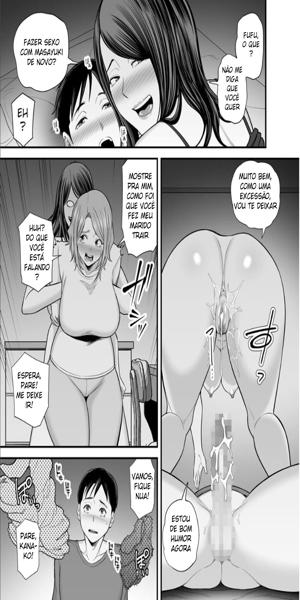 FUFU,
O QUE
?
NÃO ME
DIGA
QUE
VOCÊ
QUER
FAZER SEXO
COM MASAYUKI
DE NOVO?
EH
?
MUITO BEM,
COMO UMA
EXCESSÃO,
VOU TE DEIXAR
ESTOU
DE BOM
HUMOR
AGORA
MOSTRE
PRA MIM,
COMO FOI
QUE VOCÊ
FEZ MEU
MARIDO
TRAIR
HUH?
DO QUE
VOCÊ
ESTÁ
FALANDO
?
ESPERA,
PARE!
ME DEIXE
IR!
VAMOS,
FIQUE
NUA!
PARE,
KANA-
KO!